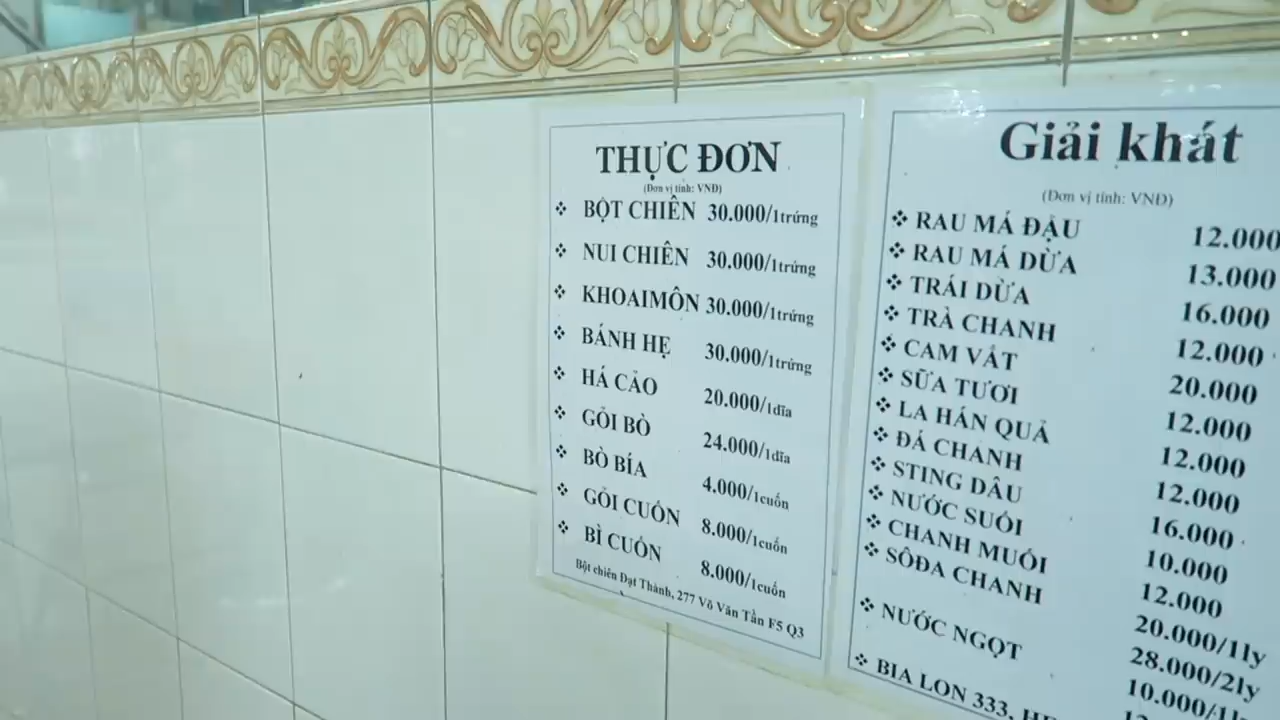 THỰC ĐƠN
(Đơn vị tính: VNĐ)
❖ BỘT CHIÊN 30.000/1trứng
❖ NUI CHIÊN 30.000/1trứng
❖ KHOAIMÔN 30.000/1trứng
❖ BÁNH HẸ 30.000/1trứng
❖ HÁ CẢO 20.000/1dĩa
❖ GỎI BÒ 24.000/1dĩa
❖ BÒ BÍA 4.000/1cuốn
❖ GỎI CUỐN 8.000/1cuốn
❖ BÌ CUỐN 8.000/1cuốn
Bột chiên Đạt Thành, 277 Võ Văn Tần F5 Q3
Giải khát
(Đơn vị tính: VNĐ)
❖ RAU MÁ ĐẬU 12.000
❖ RAU MÁ DỪA 13.000
❖ TRÁI DỪA 16.000
❖ TRÀ CHANH 12.000
❖ CAM VẮT 20.000
❖ SỮA TƯƠI 12.000
❖ LA HÁN QUẢ 12.000
❖ ĐÁ CHANH 12.000
❖ STING DÂU 16.000
❖ NƯỚC SUỐI 10.000
❖ CHANH MUỐI 12.000
❖ SÔĐA CHANH 20.000/1ly
28.000/2ly
❖ NƯỚC NGỌT 10.000/1
❖ BIA LON 333,